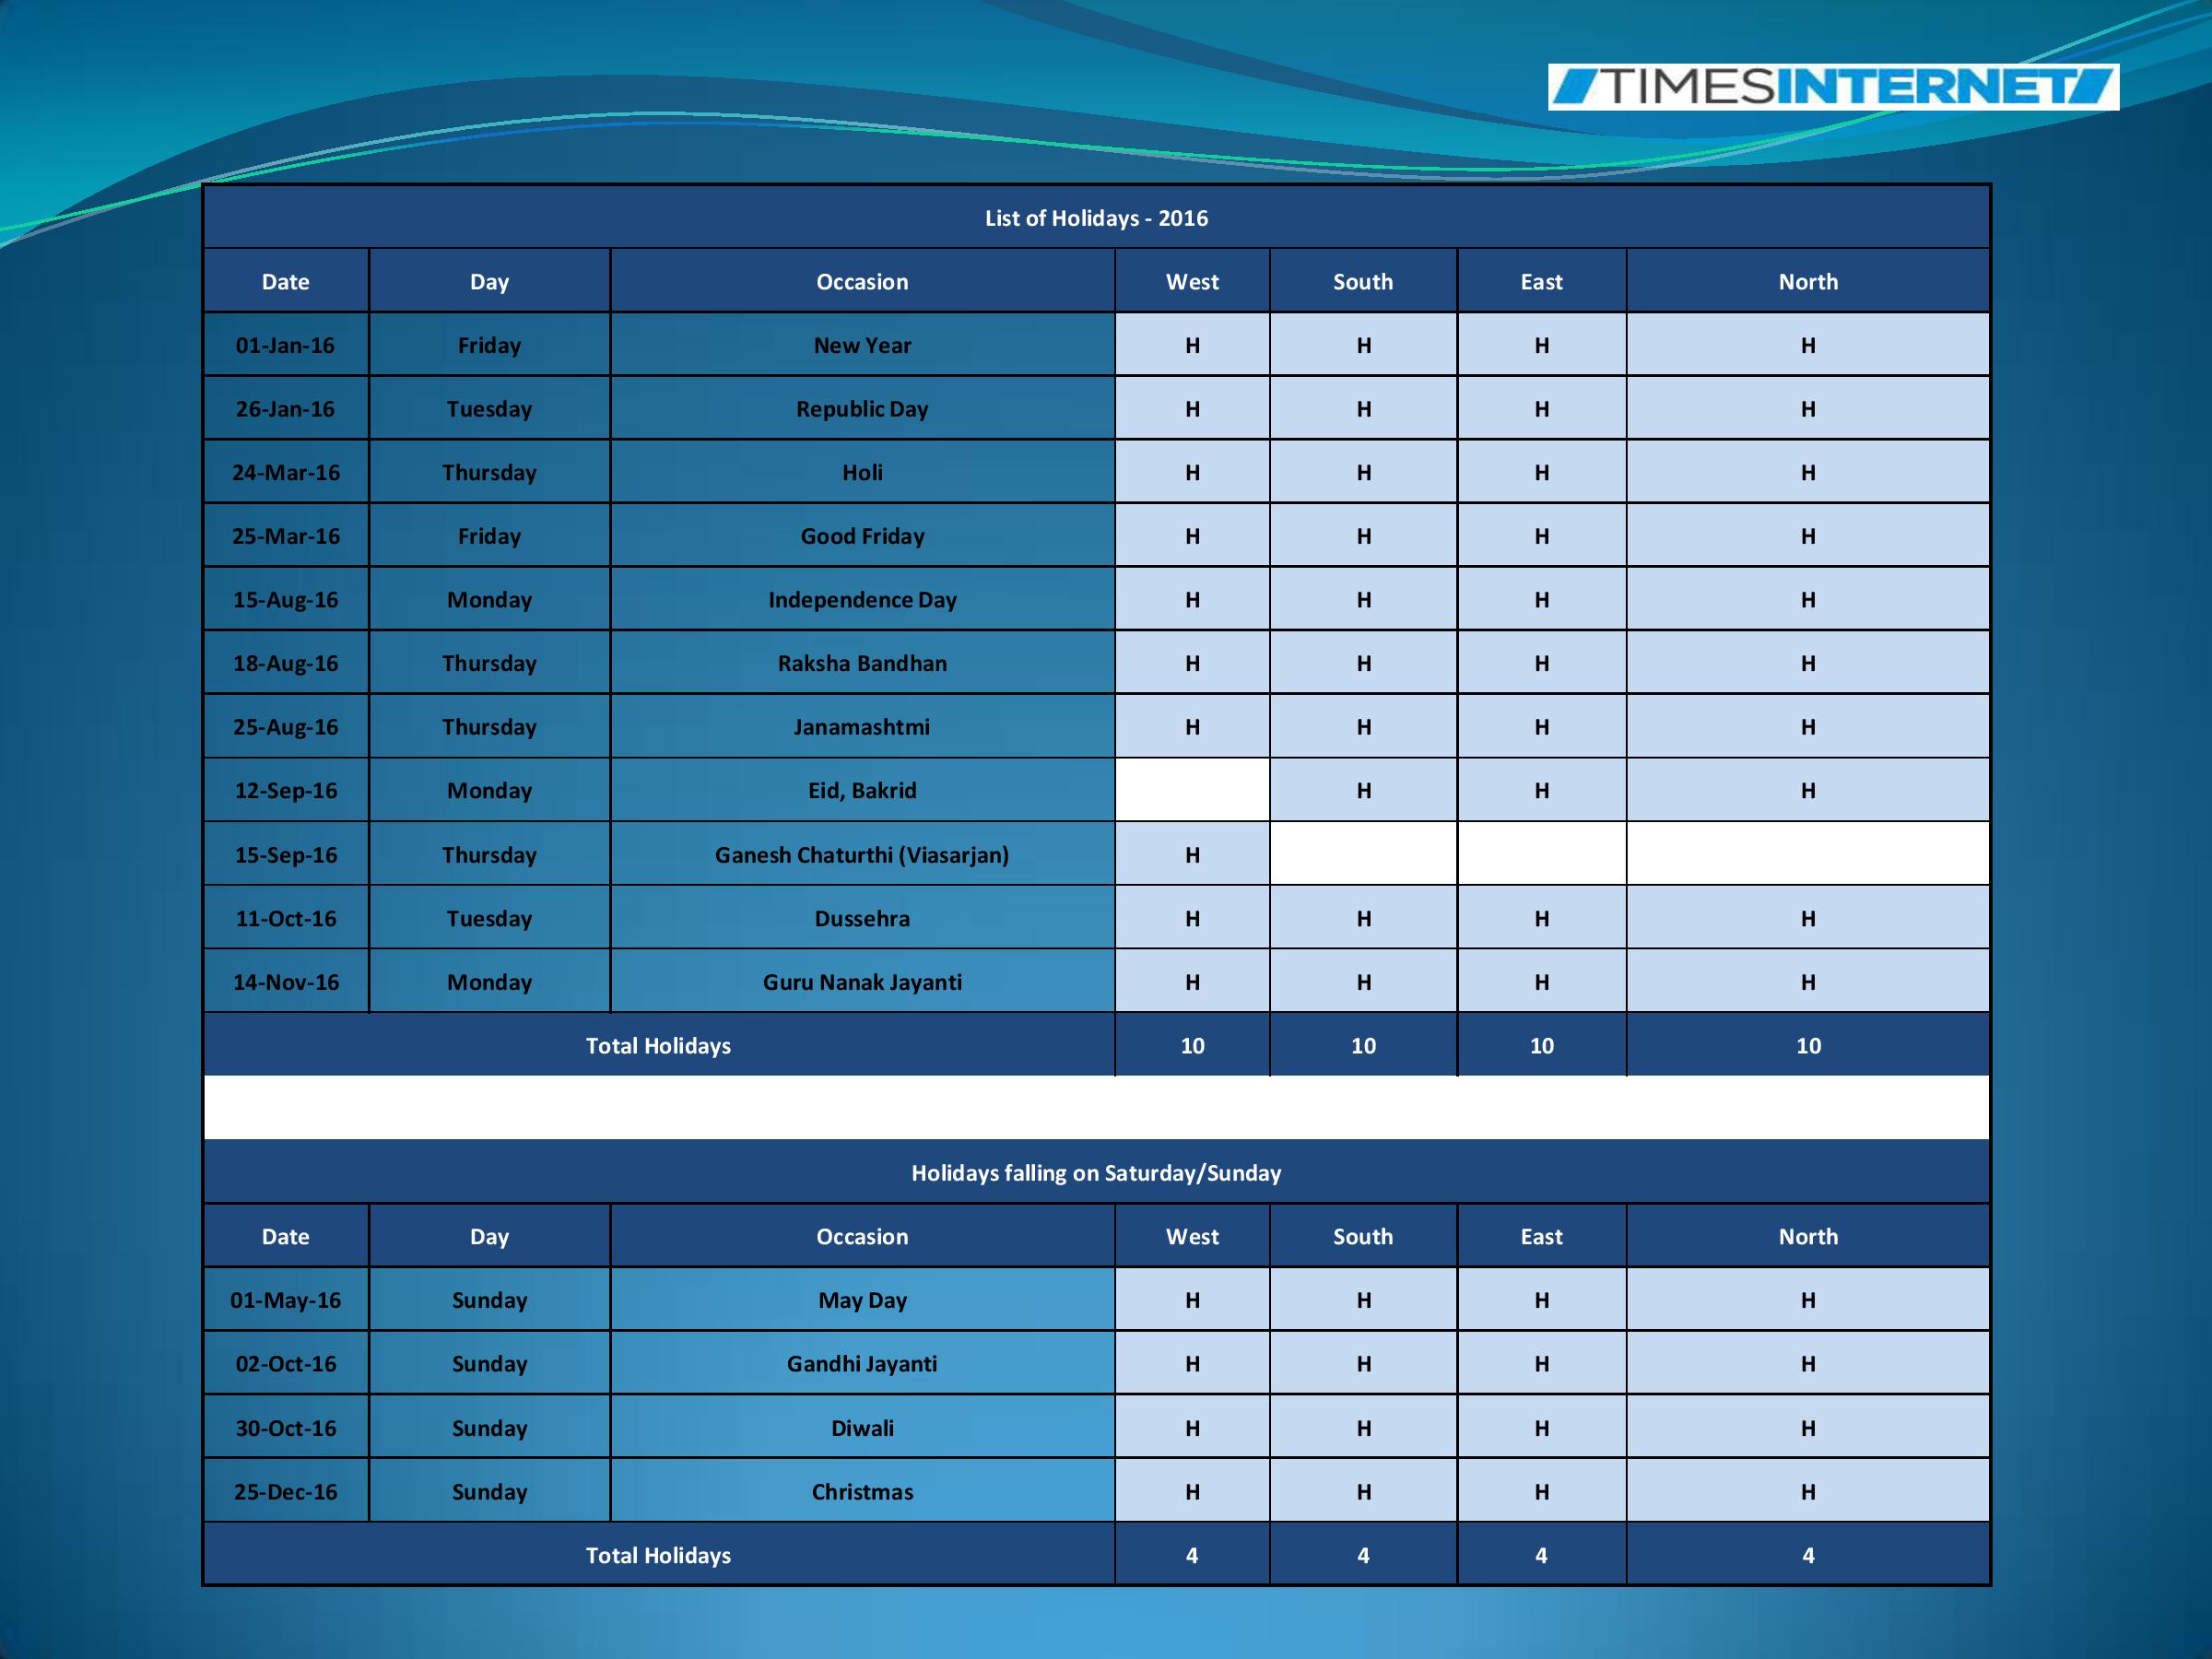 TIMESINTERNET
List of Holidays - 2016
Date Day Occasion West South East North
01-Jan-16 Friday New Year H H H H
26-Jan-16 Tuesday Republic Day H H H H
24-Mar-16 Thursday Holi H H H H
25-Mar-16 Friday Good Friday H H H H
15-Aug-16 Monday Independence Day H H H H
18-Aug-16 Thursday Raksha Bandhan H H H H
25-Aug-16 Thursday Janamashtmi H H H H
12-Sep-16 Monday Eid, Bakrid H H H
15-Sep-16 Thursday Ganesh Chaturthi (Viasarjan) H
11-Oct-16 Tuesday Dussehra H H H H
14-Nov-16 Monday Guru Nanak Jayanti H H H H
Total Holidays 10 10 10 10
Holidays falling on Saturday/Sunday
Date Day Occasion West South East North
01-May-16 Sunday May Day H H H H
02-Oct-16 Sunday Gandhi Jayanti H H H H
30-Oct-16 Sunday Diwali H H H H
25-Dec-16 Sunday Christmas H H H H
Total Holidays 4 4 4 4